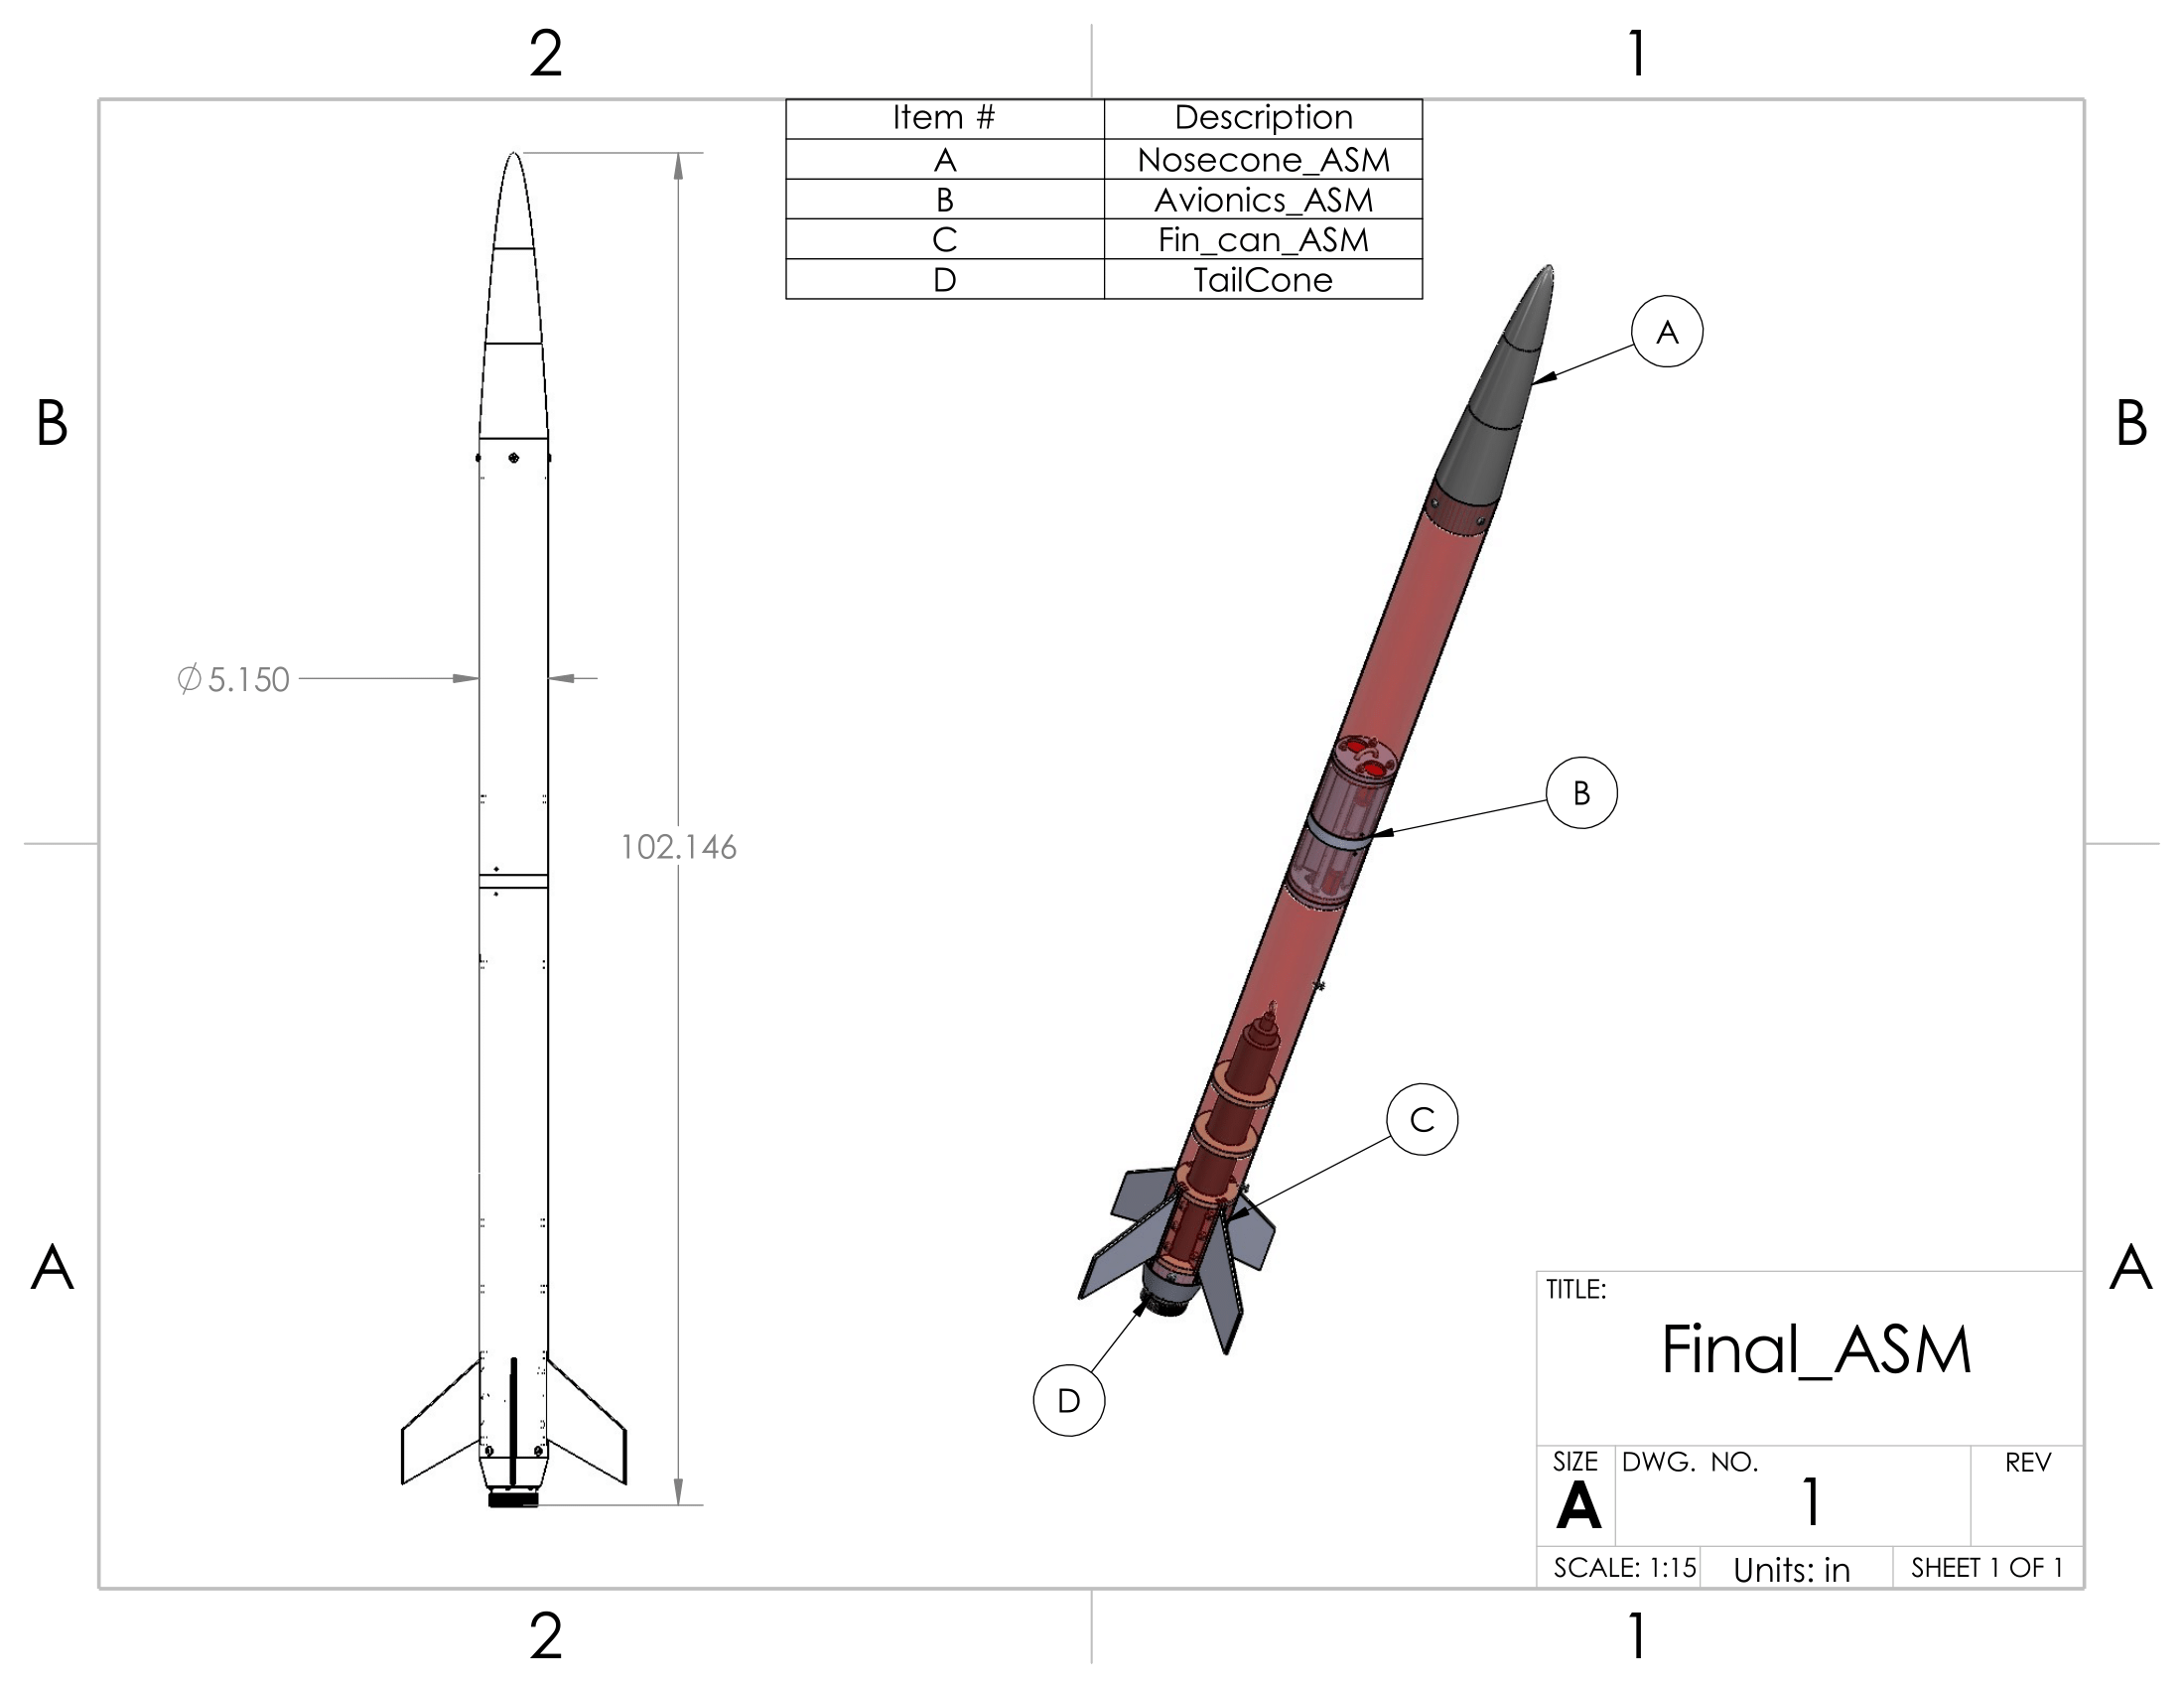 2 1
Item # Description
A Nosecone_ASM
B Avionics_ASM
C Fin_can_ASM
D TailCone
A
B B
⌀5.150
B
102.146
C
A A
D
TITLE:
Final_ASM
SIZE DWG. NO. REV
A 1
SCALE: 1:15 Units: in SHEET 1 OF 1
2 1